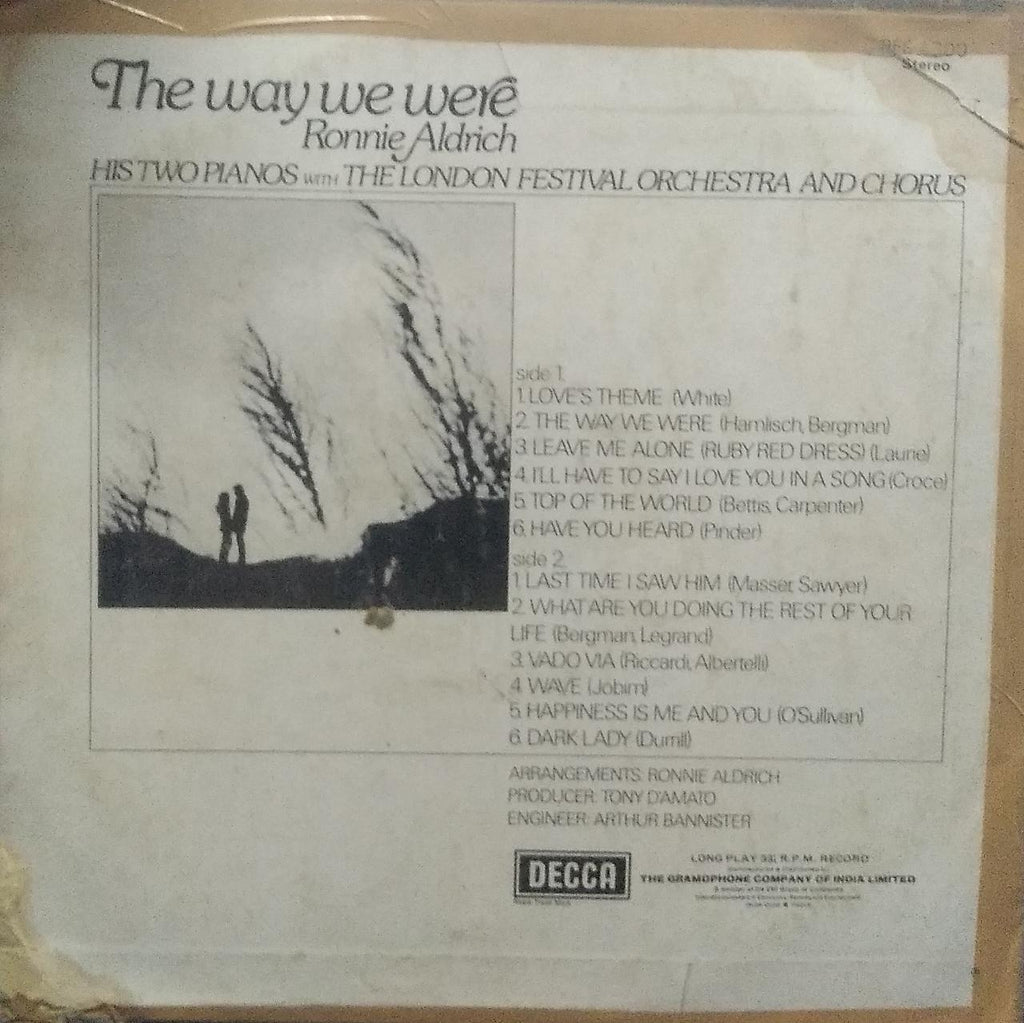 Stereo
The way we were
Ronnie Aldrich
HIS TWO PIANOS WITH THE LONDON FESTIVAL ORCHESTRA AND CHORUS
side 1.
1. LOVE'S THEME (White)
2. THE WAY WE WERE (Hamlisch, Bergman)
3. LEAVE ME ALONE (RUBY RED DRESS) (Laurie)
4. I'LL HAVE TO SAY I LOVE YOU IN A SONG (Croce)
5. TOP OF THE WORLD (Bettis, Carpenter)
6. HAVE YOU HEARD (Pinder)
side 2.
1. LAST TIME I SAW HIM (Masser, Sawyer)
2. WHAT ARE YOU DOING THE REST OF YOUR
LIFE (Bergman, Legrand)
3. VADO VIA (Riccardi, Albertelli)
4. WAVE (Jobim)
5. HAPPINESS IS ME AND YOU (O'Sullivan)
6. DARK LADY (Durrill)
ARRANGEMENTS: RONNIE ALDRICH
PRODUCER: TONY D'AMATO
ENGINEER: ARTHUR BANNISTER
DECCA
LONG PLAY 33⅓ R.P.M. RECORD
THE GRAMOPHONE COMPANY OF INDIA LIMITED